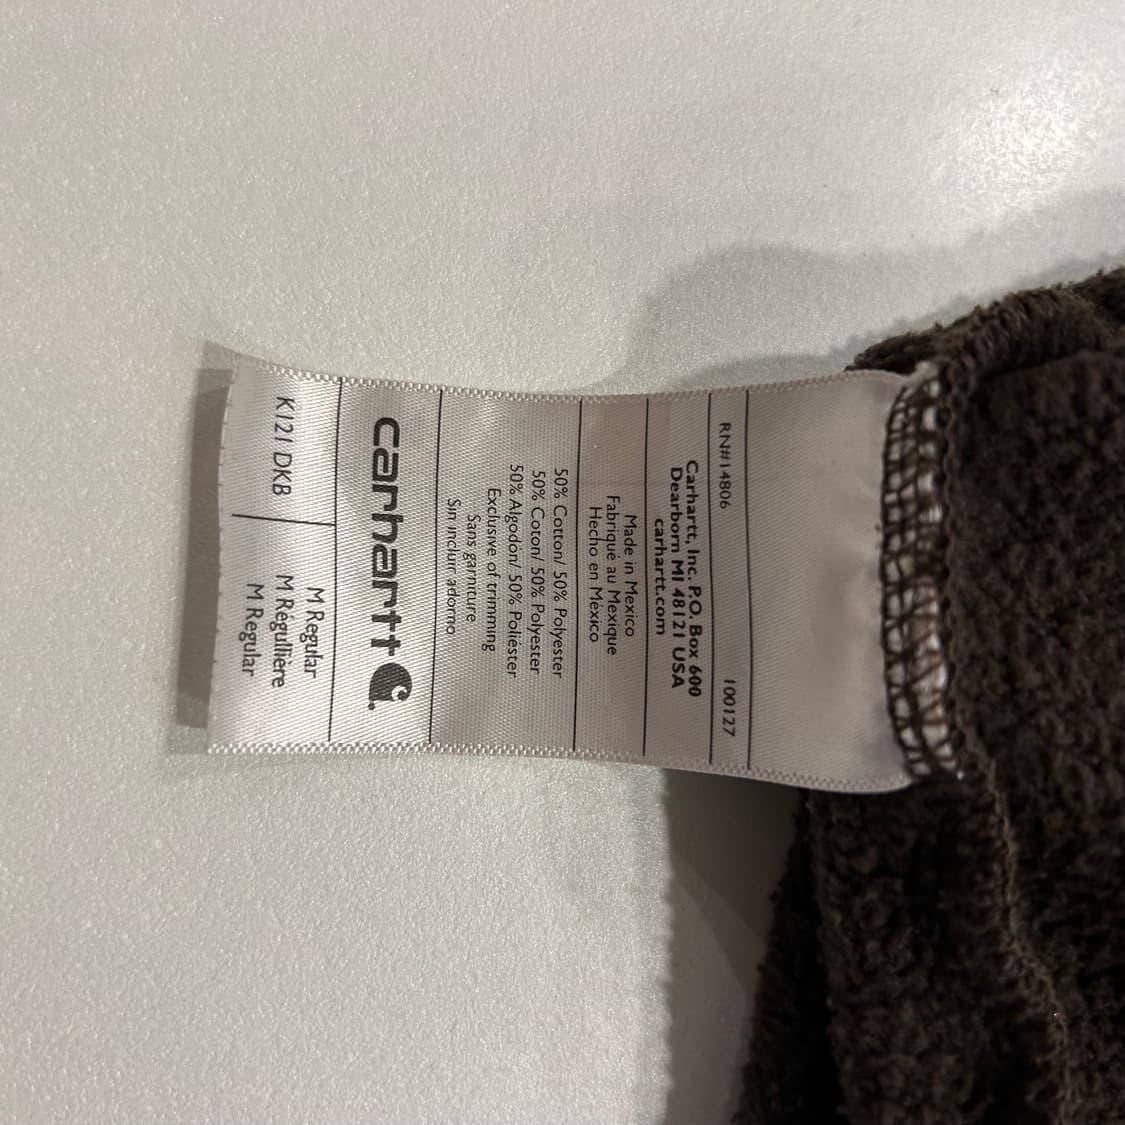 RN#14806 100127
Carhartt, Inc. P.O. Box 600
Dearborn MI 48121 USA
carhartt.com
Made in Mexico
Fabriqué au Mexique
Hecho en México
50% Cotton/ 50% Polyester
50% Coton/ 50% Polyester
50% Algodón/ 50% Poliéster
Exclusive of trimming
Sans garniture
Sin incluir adorno
carhartt
K121 DKB
M Regular
M Régullière
M Regular